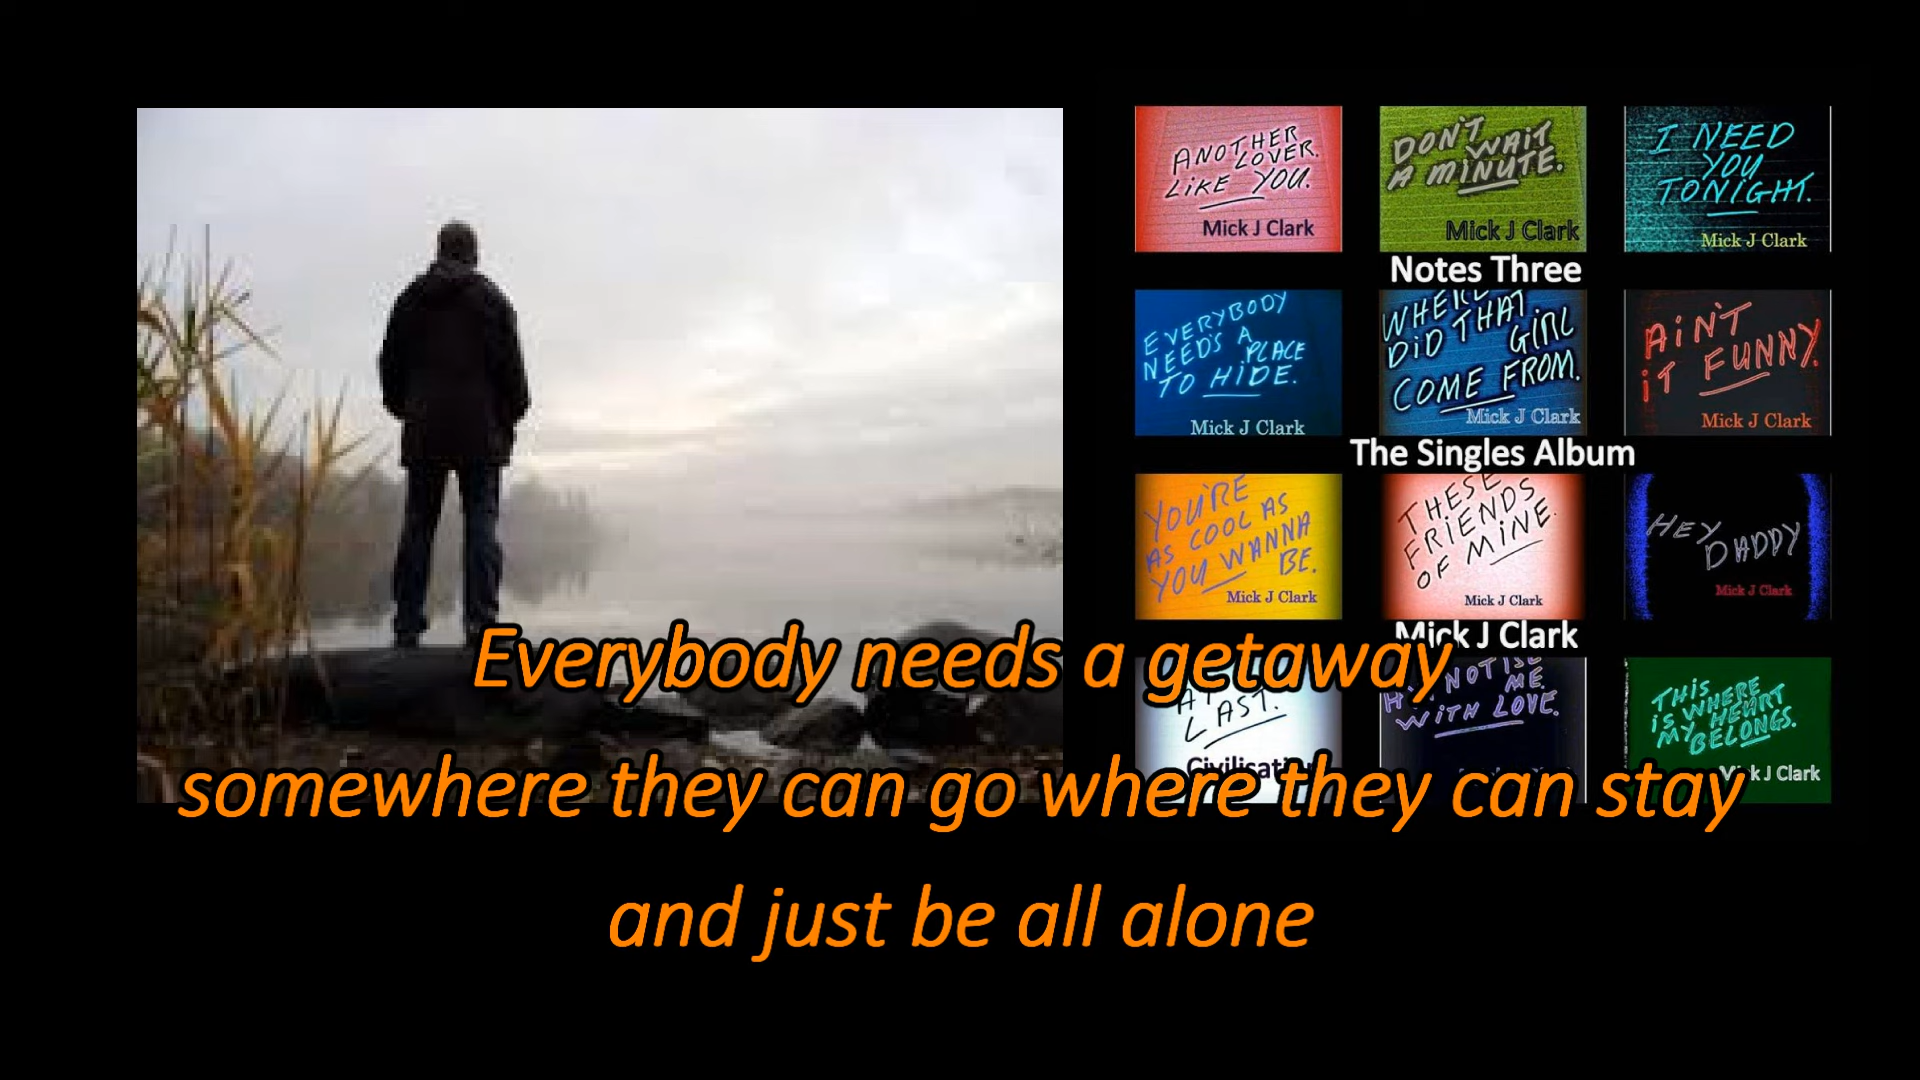 ANOTHER
LOVER.
LIKE YOU.
Mick J Clark
DON'T
WAIT
A MINUTE.
Mick J Clark
I NEED
YOU
TONIGHT.
Mick J Clark
Notes Three
EVERYBODY
NEEDS A
PLACE
TO HIDE.
Mick J Clark
WHERE
DID THAT
GIRL
COME FROM.
Mick J Clark
AIN'T
IT FUNNY.
Mick J Clark
The Singles Album
YOU'RE
AS COOL AS
YOU WANNA
BE.
Mick J Clark
THESE
FRIENDS
OF MINE.
Mick J Clark
HEY
DADDY
Mick J Clark
Mick J Clark
LAST.
NOT
ME
WITH LOVE.
THIS
IS WHERE
MY HEART
BELONGS.
J Clark
Everybody needs a getaway
somewhere they can go where they can stay
and just be all alone